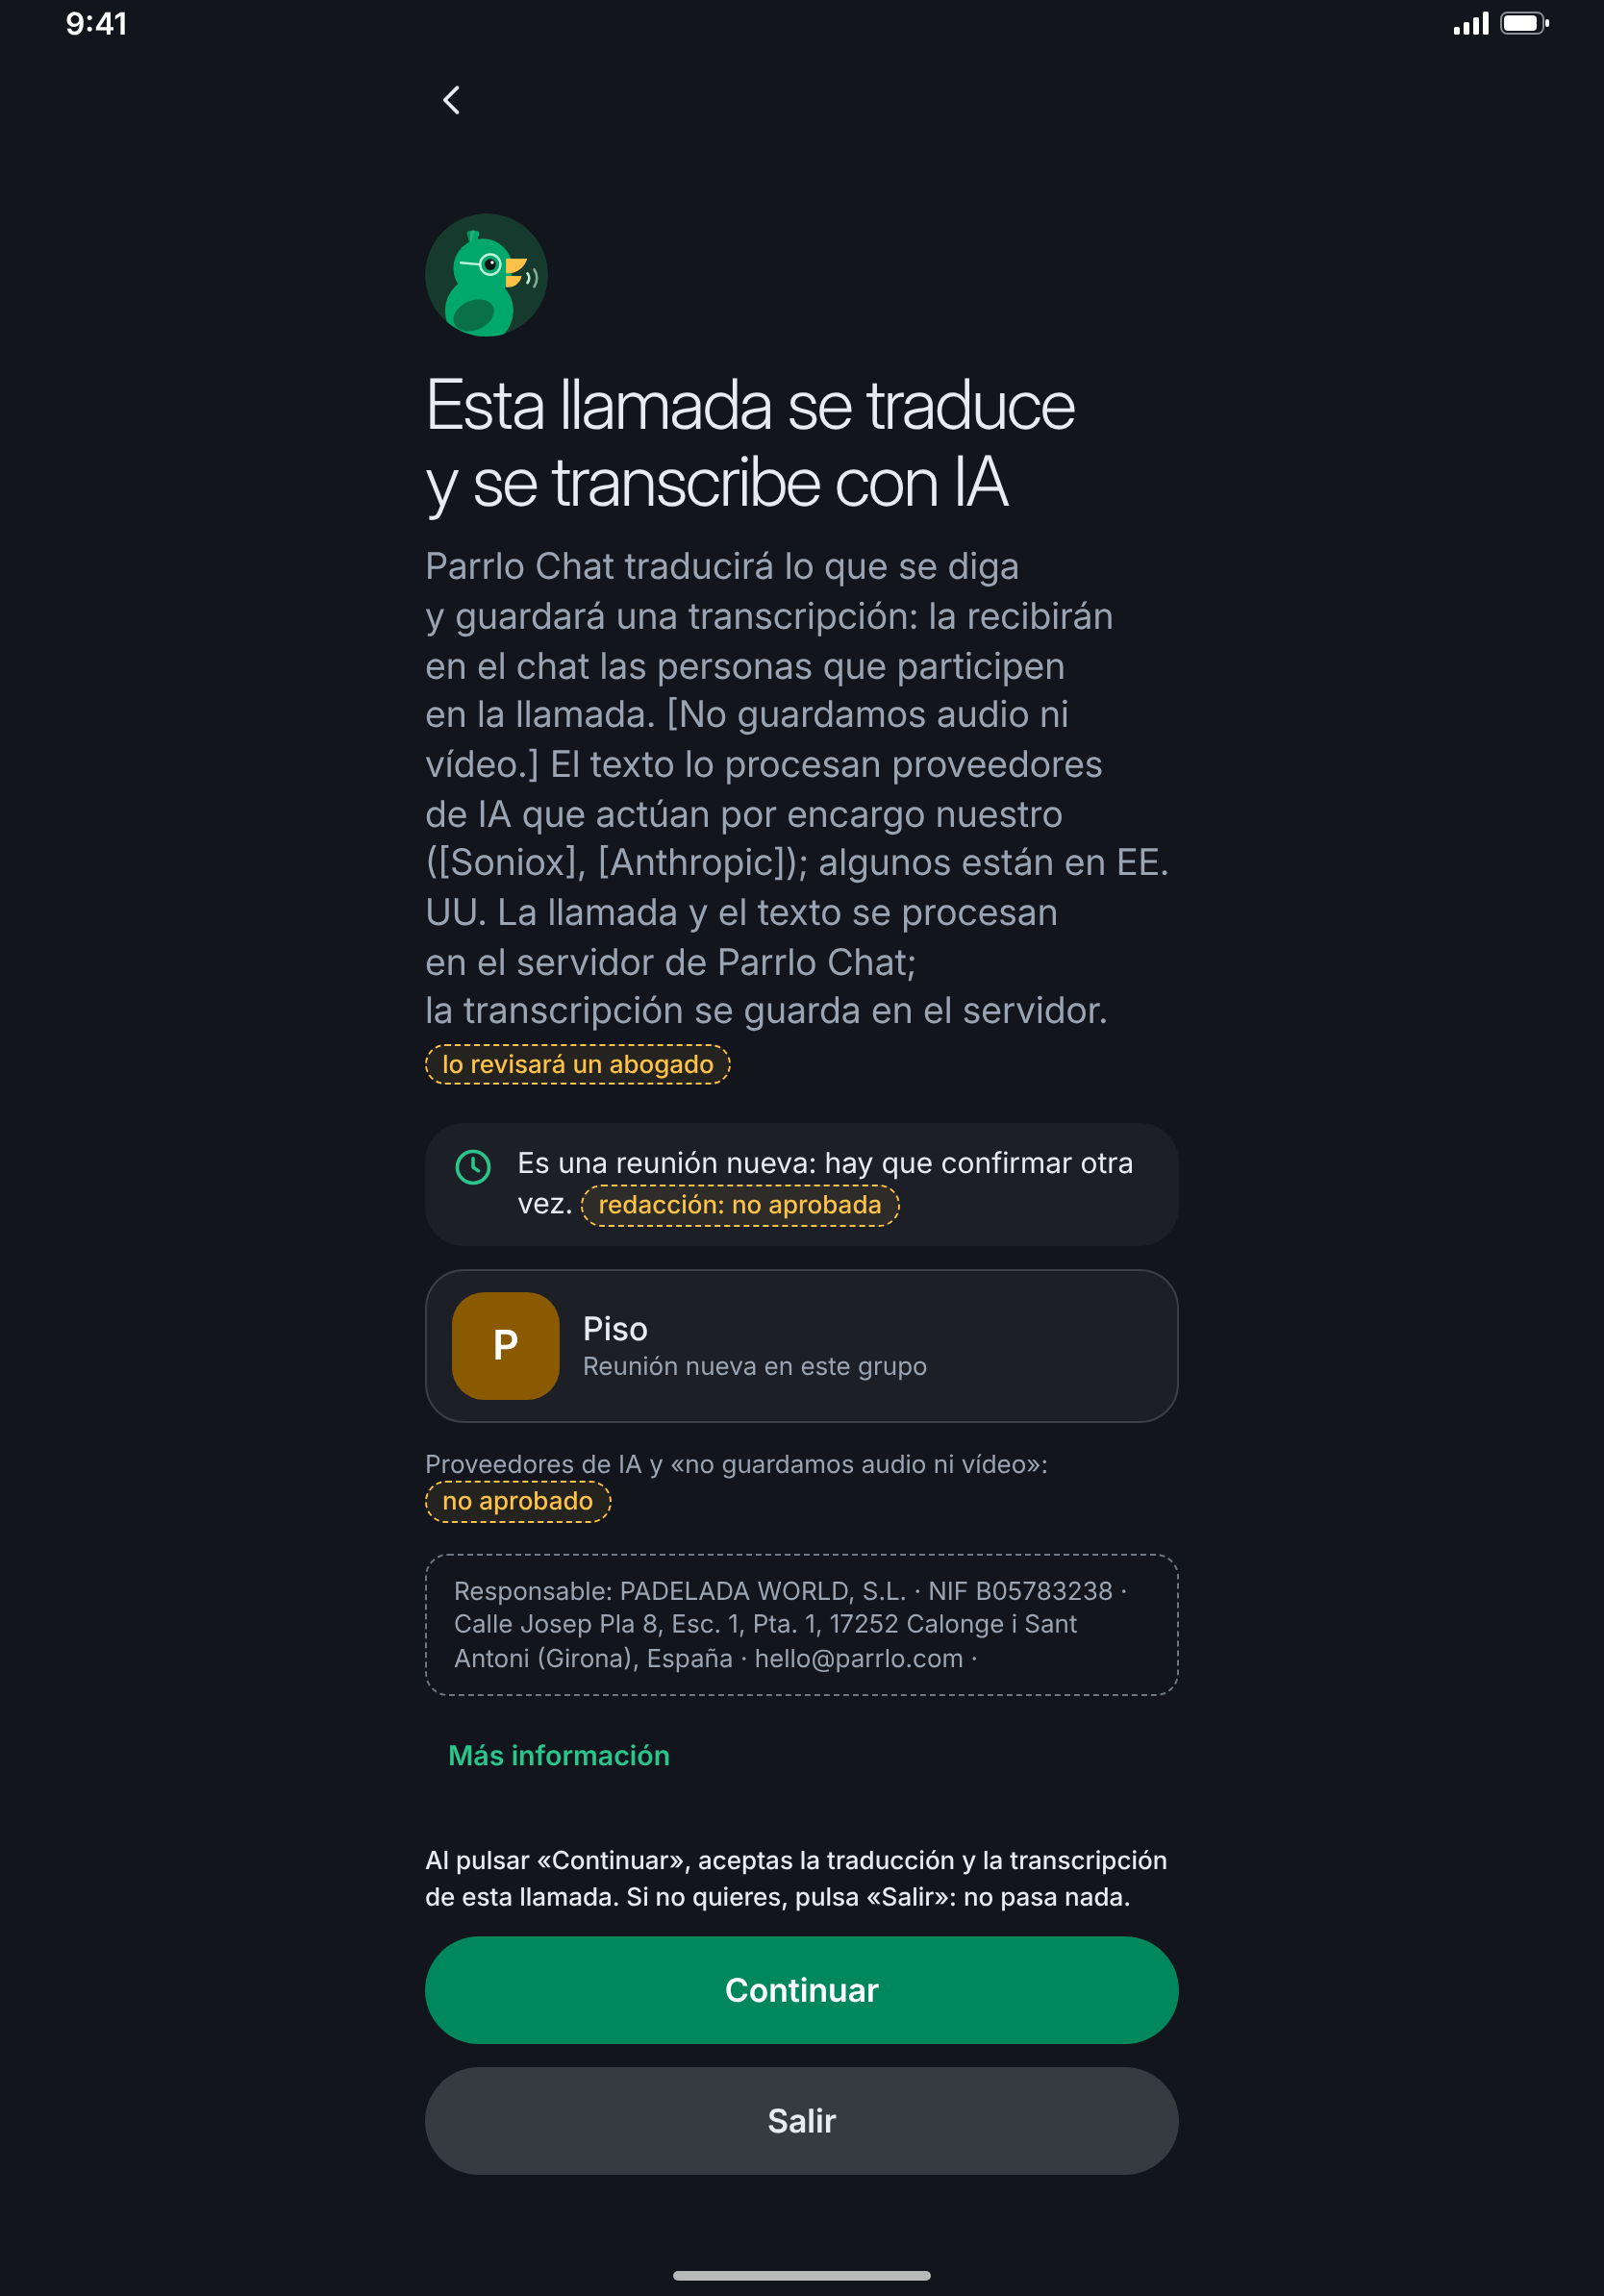 9:41
Esta llamada se traduce
y se transcribe con IA
Parrlo Chat traducirá lo que se diga
y guardará una transcripción: la recibirán
en el chat las personas que participen
en la llamada. [No guardamos audio ni
vídeo.] El texto lo procesan proveedores
de IA que actúan por encargo nuestro
([Soniox], [Anthropic]); algunos están en EE.
UU. La llamada y el texto se procesan
en el servidor de Parrlo Chat;
la transcripción se guarda en el servidor.
lo revisará un abogado
Es una reunión nueva: hay que confirmar otra
vez. redacción: no aprobada
P
Piso
Reunión nueva en este grupo
Proveedores de IA y «no guardamos audio ni vídeo»:
no aprobado
Responsable: PADELADA WORLD, S.L. · NIF B05783238 ·
Calle Josep Pla 8, Esc. 1, Pta. 1, 17252 Calonge i Sant
Antoni (Girona), España · hello@parrlo.com ·
Más información
Al pulsar «Continuar», aceptas la traducción y la transcripción
de esta llamada. Si no quieres, pulsa «Salir»: no pasa nada.
Continuar
Salir